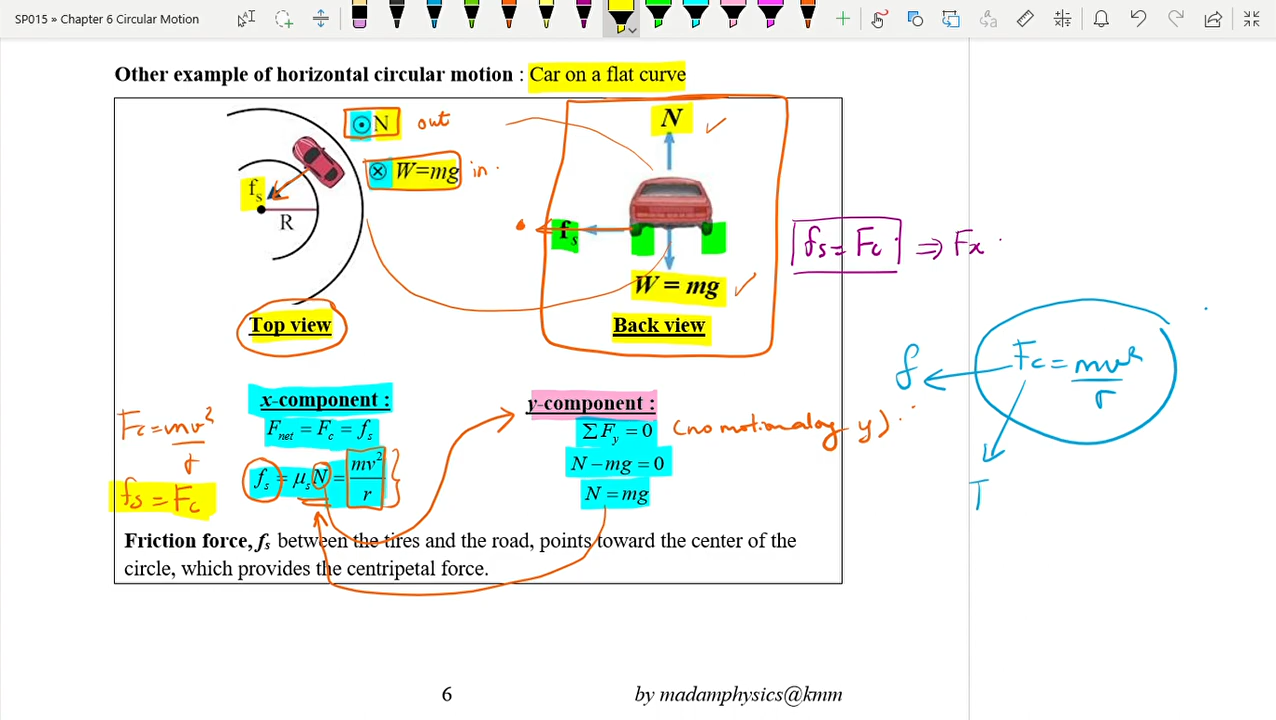 SP015 » Chapter 6 Circular Motion
Other example of horizontal circular motion : Car on a flat curve
⊙N out
⊗ W=mg in
fs
R
Top view
N
fs
W = mg
Back view
fs = Fc ⇒ Fx
Fc = mv²/r
f
T
x-component :
Fnet = Fc = fs
fs = μsN = mv²/r
Fc = mv²/r
fs = Fc
y-component :
ΣFy = 0 (no motion along y)
N−mg = 0
N = mg
Friction force, fs between the tires and the road, points toward the center of the
circle, which provides the centripetal force.
6
by madamphysics@kmm